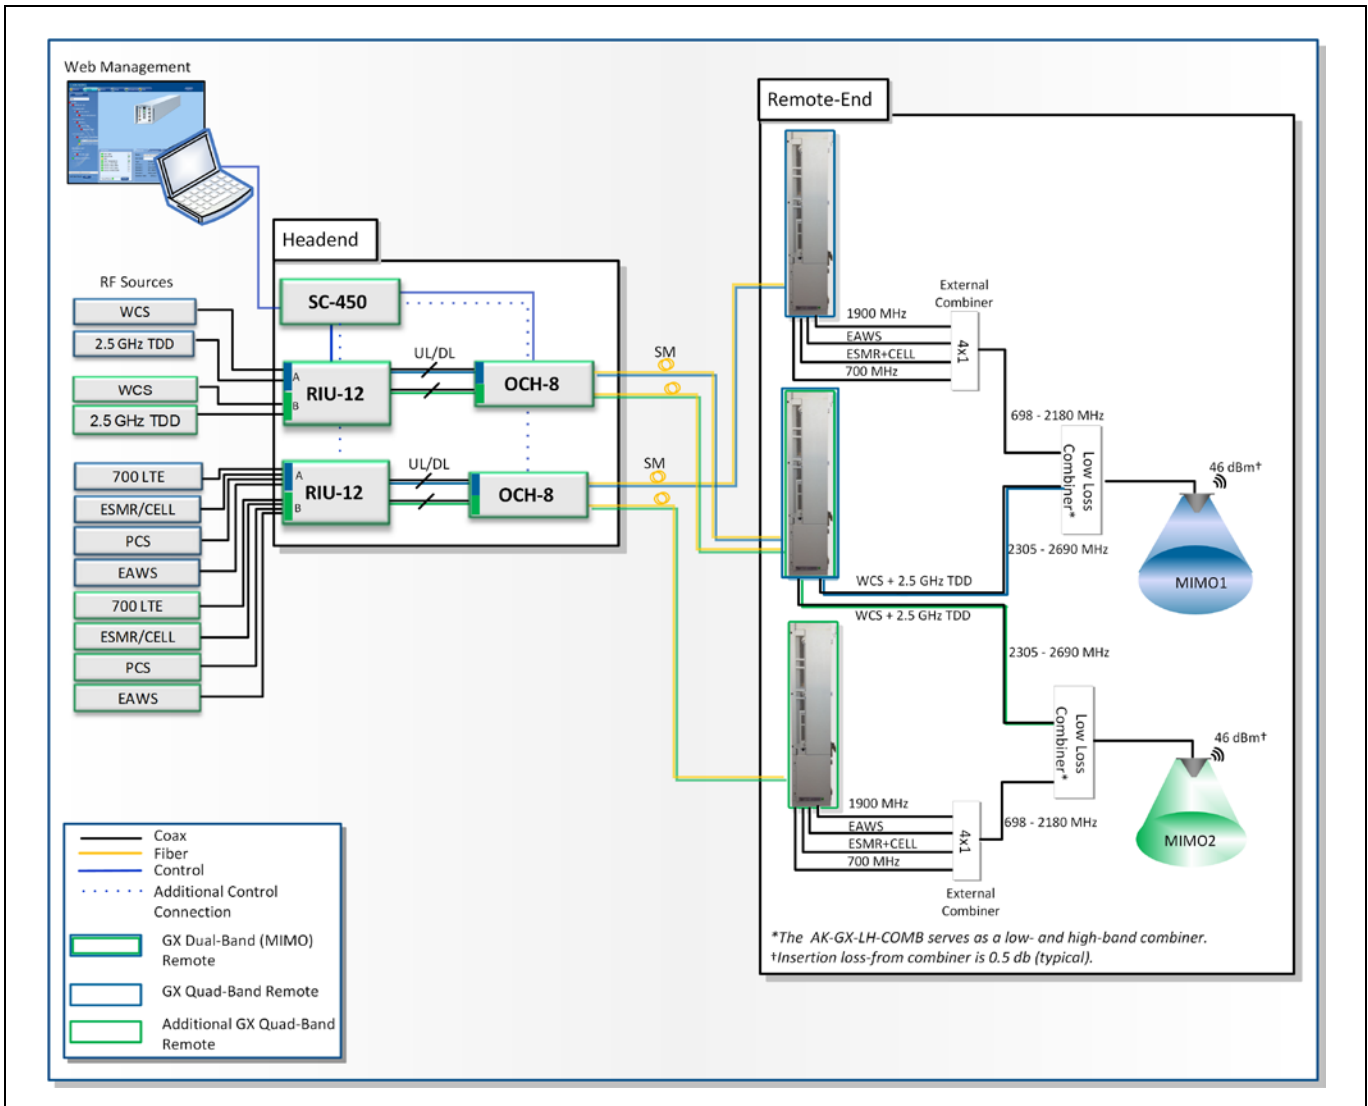 Web Management
Headend
RF Sources
WCS
2.5 GHz TDD
WCS
2.5 GHz TDD
700 LTE
ESMR/CELL
PCS
EAWS
700 LTE
ESMR/CELL
PCS
EAWS
SC-450
RIU-12
A
B
UL/DL
OCH-8
RIU-12
A
B
UL/DL
OCH-8
SM
SM
Remote-End
1900 MHz
EAWS
ESMR+CELL
700 MHz
External
Combiner
4x1
698 - 2180 MHz
Low Loss
Combiner*
2305 - 2690 MHz
46 dBm†
MIMO1
WCS + 2.5 GHz TDD
WCS + 2.5 GHz TDD
2305 - 2690 MHz
Low Loss
Combiner*
698 - 2180 MHz
46 dBm†
MIMO2
1900 MHz
EAWS
ESMR+CELL
700 MHz
4x1
External
Combiner
*The AK-GX-LH-COMB serves as a low- and high-band combiner.
†Insertion loss-from combiner is 0.5 db (typical).
Coax
Fiber
Control
Additional Control
Connection
GX Dual-Band (MIMO)
Remote
GX Quad-Band Remote
Additional GX Quad-Band
Remote